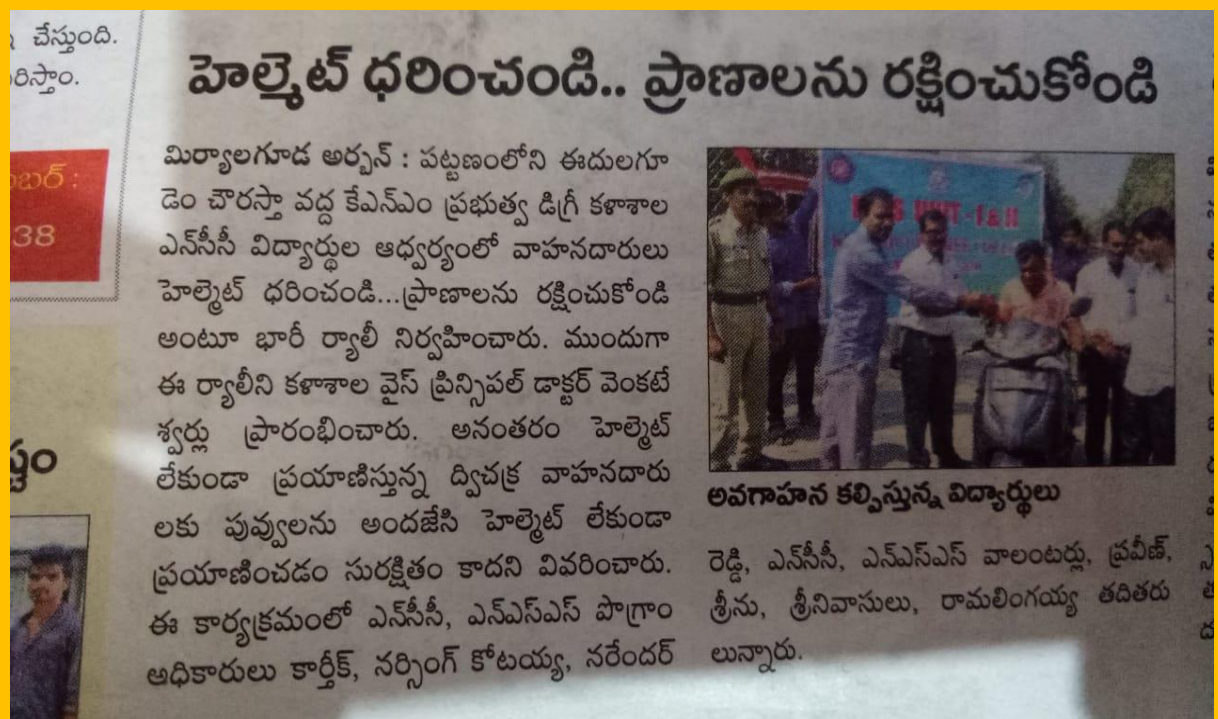 చేస్తుంది.
రిస్తాం.
38
హెల్మెట్ ధరించండి.. ప్రాణాలను రక్షించుకోండి
మిర్యాలగూడ అర్బన్ : పట్టణంలోని ఈదులగూ
డెం చౌరస్తా వద్ద కేఎన్ఎం ప్రభుత్వ డిగ్రీ కళాశాల
ఎన్‌సీసీ విద్యార్థుల ఆధ్వర్యంలో వాహనదారులు
హెల్మెట్ ధరించండి...ప్రాణాలను రక్షించుకోండి
అంటూ భారీ ర్యాలీ నిర్వహించారు. ముందుగా
ఈ ర్యాలీని కళాశాల వైస్ ప్రిన్సిపల్ డాక్టర్ వెంకటే
శ్వర్లు ప్రారంభించారు. అనంతరం హెల్మెట్
లేకుండా ప్రయాణిస్తున్న ద్విచక్ర వాహనదారు
లకు పువ్వులను అందజేసి హెల్మెట్ లేకుండా
ప్రయాణించడం సురక్షితం కాదని వివరించారు.
ఈ కార్యక్రమంలో ఎన్‌సీసీ, ఎన్ఎస్ఎస్ పొగ్రాం
అధికారులు కార్తీక్, నర్సింగ్ కోటయ్య, నరేందర్
UNIT - I & II
అవగాహన కల్పిస్తున్న విద్యార్థులు
రెడ్డి, ఎన్‌సీసీ, ఎన్ఎస్ఎస్ వాలంటర్లు, ప్రవీణ్,
శ్రీను, శ్రీనివాసులు, రామలింగయ్య తదితరు
లున్నారు.